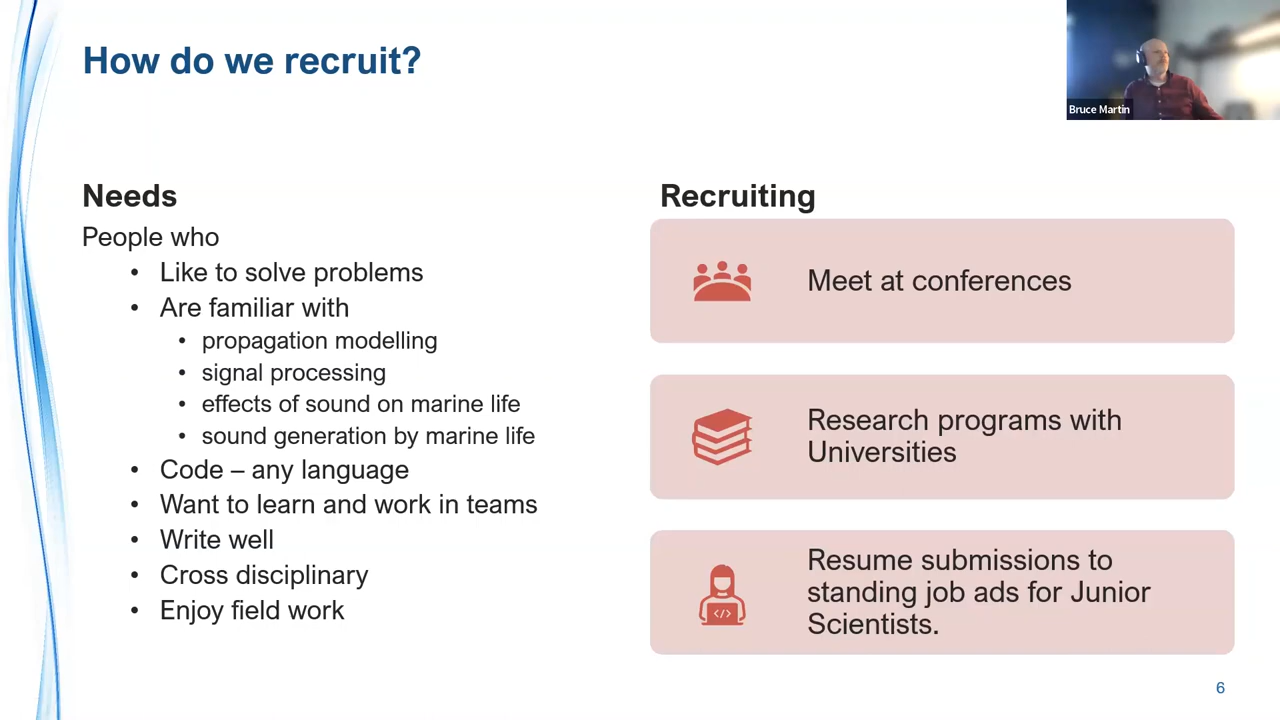 How do we recruit?
Bruce Martin
Needs
People who
• Like to solve problems
• Are familiar with
• propagation modelling
• signal processing
• effects of sound on marine life
• sound generation by marine life
• Code – any language
• Want to learn and work in teams
• Write well
• Cross disciplinary
• Enjoy field work
Recruiting
Meet at conferences
Research programs with
Universities
</>
Resume submissions to
standing job ads for Junior
Scientists.
6